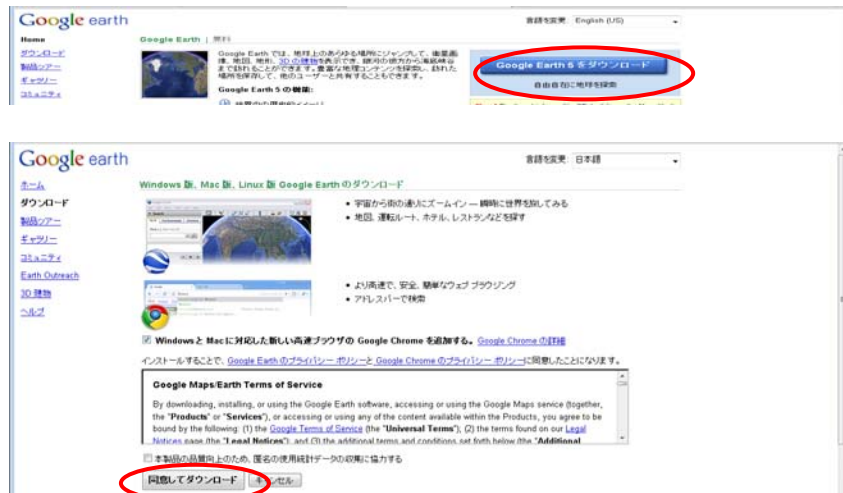 Google earth
言語を変更: English (US)
Home
Google Earth | 無料
ダウンロード
製品ツアー
ギャラリー
コミュニティ
Google Earth では、地球上のあらゆる場所にジャンプして、衛星画
像、地図、地形、3D の建物を表示でき、銀河の彼方から海底峡谷
まで訪れることができます。豊富な地理コンテンツを探索し、訪れた
場所を保存して、他のユーザーと共有することもできます。
Google Earth 5 の機能:
Google Earth 5 をダウンロード
自由自在に地球を探索
Google earth
言語を変更: 日本語
ホーム
ダウンロード
製品ツアー
ギャラリー
コミュニティ
Earth Outreach
3D 建物
ヘルプ
Windows 版、Mac 版、Linux 版 Google Earth のダウンロード
• 宇宙から街の通りにズームイン — 瞬時に世界を旅してみる
• 地図、運転ルート、ホテル、レストランなどを探す
• より高速で、安全、簡単なウェブ ブラウジング
• アドレスバーで検索
Windows と Mac に対応した新しい高速ブラウザの Google Chrome を追加する。 Google Chrome の詳細
インストールすることで、Google Earth のプライバシー ポリシーと Google Chrome のプライバシー ポリシーに同意したことになります。
Google Maps/Earth Terms of Service
By downloading, installing, or using the Google Earth software, accessing or using the Google Maps service (together,
the "Products" or "Services"), or accessing or using any of the content available within the Products, you agree to be
bound by the following: (1) the Google Terms of Service (the "Universal Terms"); (2) the terms found on our Legal
Notices page (the "Legal Notices"); and (3) the additional terms and conditions set forth below (the "Additional
本製品の品質向上のため、匿名の使用統計データの収集に協力する
同意してダウンロード
キャンセル